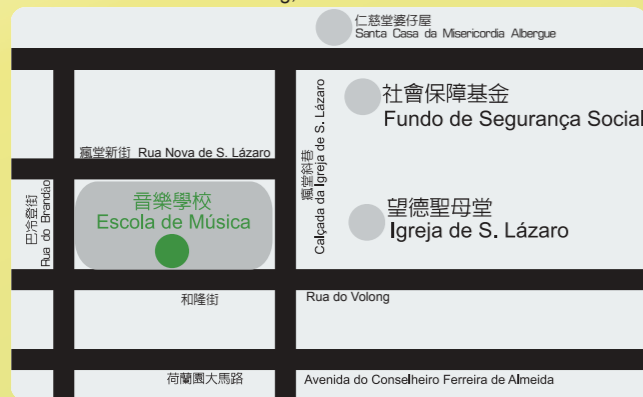 仁慈堂婆仔屋
Santa Casa da Misericordia Albergue
社會保障基金
Fundo de Segurança Social
瘋堂新街 Rua Nova de S. Lázaro
瘋堂斜巷
Calçada da Igreja de S. Lázaro
巴冷登街
Rua do Brandão
音樂學校
Escola de Música
望德聖母堂
Igreja de S. Lázaro
和隆街
Rua do Volong
荷蘭園大馬路
Avenida do Conselheiro Ferreira de Almeida